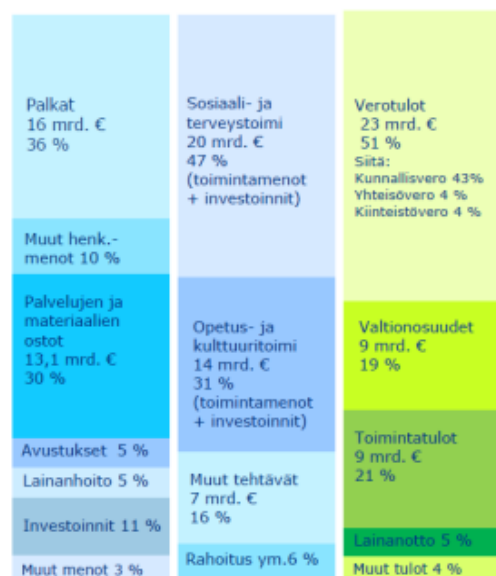 Palkat
16 mrd. €
36 %
Muut henk.-
menot 10 %
Palvelujen ja
materiaalien
ostot
13,1 mrd. €
30 %
Avustukset 5 %
Lainanhoito 5 %
Investoinnit 11 %
Muut menot 3 %
Sosiaali- ja
terveystoimi
20 mrd. €
47 %
(toimintamenot
+ investoinnit)
Opetus- ja
kulttuuritoimi
14 mrd. €
31 %
(toimintamenot
+ investoinnit)
Muut tehtävät
7 mrd. €
16 %
Rahoitus ym.6 %
Verotulot
23 mrd. €
51 %
Siitä:
Kunnallisvero 43%
Yhteisövero 4 %
Kiinteistövero 4 %
Valtionosuudet
9 mrd. €
19 %
Toimintatulot
9 mrd. €
21 %
Lainanotto 5 %
Muut tulot 4 %